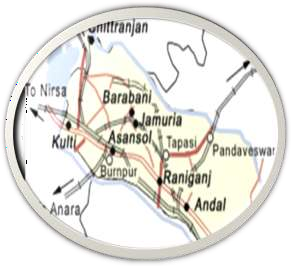 Chittranjan
To Nirsa
Barabani
Jamuria
Kulti
Asansol
Tapasi
Pandaveswar
Burnpur
Raniganj
Anara
Andal